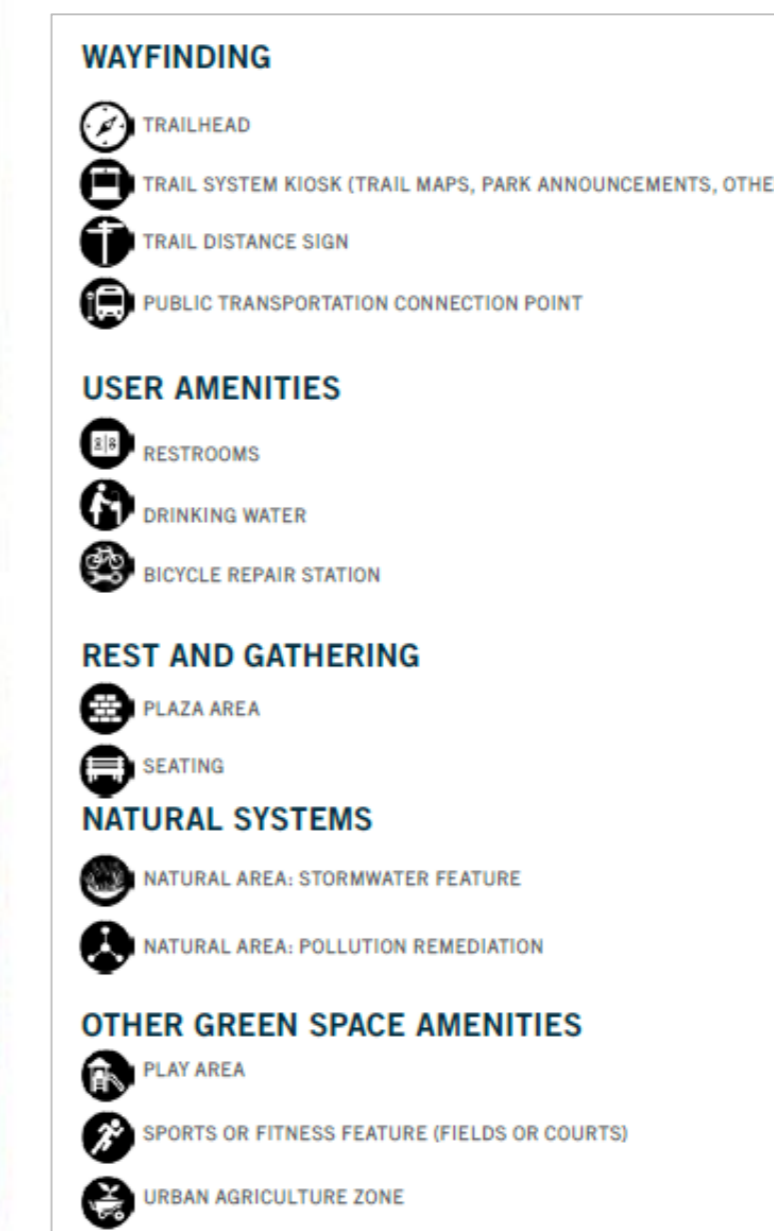 WAYFINDING
TRAILHEAD
TRAIL SYSTEM KIOSK (TRAIL MAPS, PARK ANNOUNCEMENTS, OTHE
TRAIL DISTANCE SIGN
PUBLIC TRANSPORTATION CONNECTION POINT
USER AMENITIES
RESTROOMS
DRINKING WATER
BICYCLE REPAIR STATION
REST AND GATHERING
PLAZA AREA
SEATING
NATURAL SYSTEMS
NATURAL AREA: STORMWATER FEATURE
NATURAL AREA: POLLUTION REMEDIATION
OTHER GREEN SPACE AMENITIES
PLAY AREA
SPORTS OR FITNESS FEATURE (FIELDS OR COURTS)
URBAN AGRICULTURE ZONE